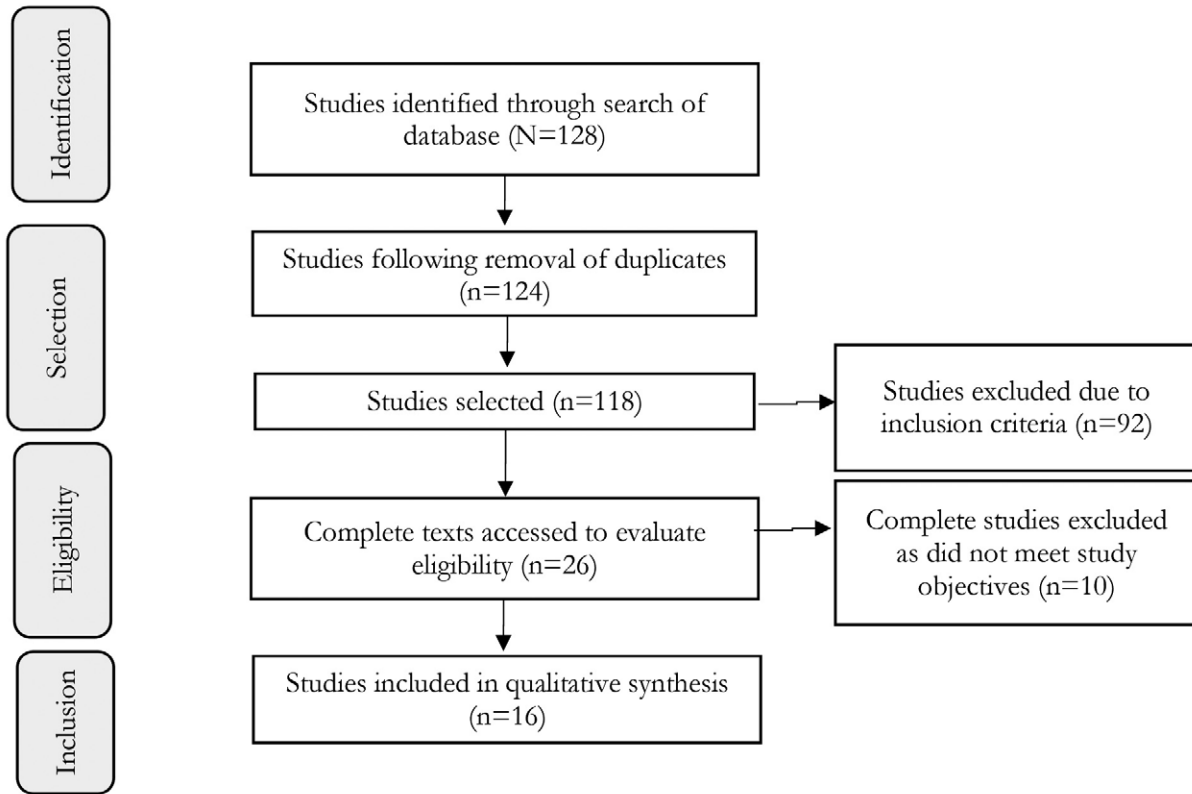 Identification
Studies identified through search of
database (N=128)
Studies following removal of duplicates
(n=124)
Selection
Studies selected (n=118)
Studies excluded due to
inclusion criteria (n=92)
Eligibility
Complete texts accessed to evaluate
eligibility (n=26)
Complete studies excluded
as did not meet study
objectives (n=10)
Inclusion
Studies included in qualitative synthesis
(n=16)